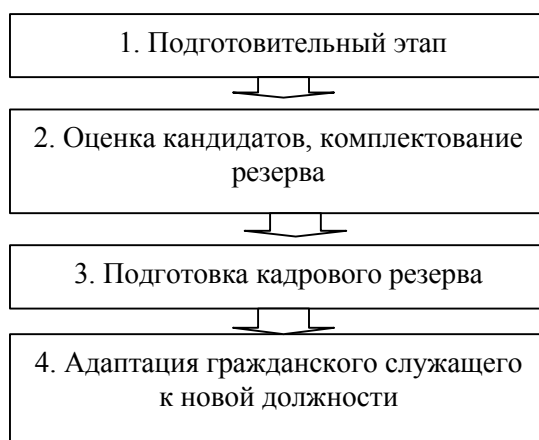 1. Подготовительный этап
2. Оценка кандидатов, комплектование
резерва
3. Подготовка кадрового резерва
4. Адаптация гражданского служащего
к новой должности